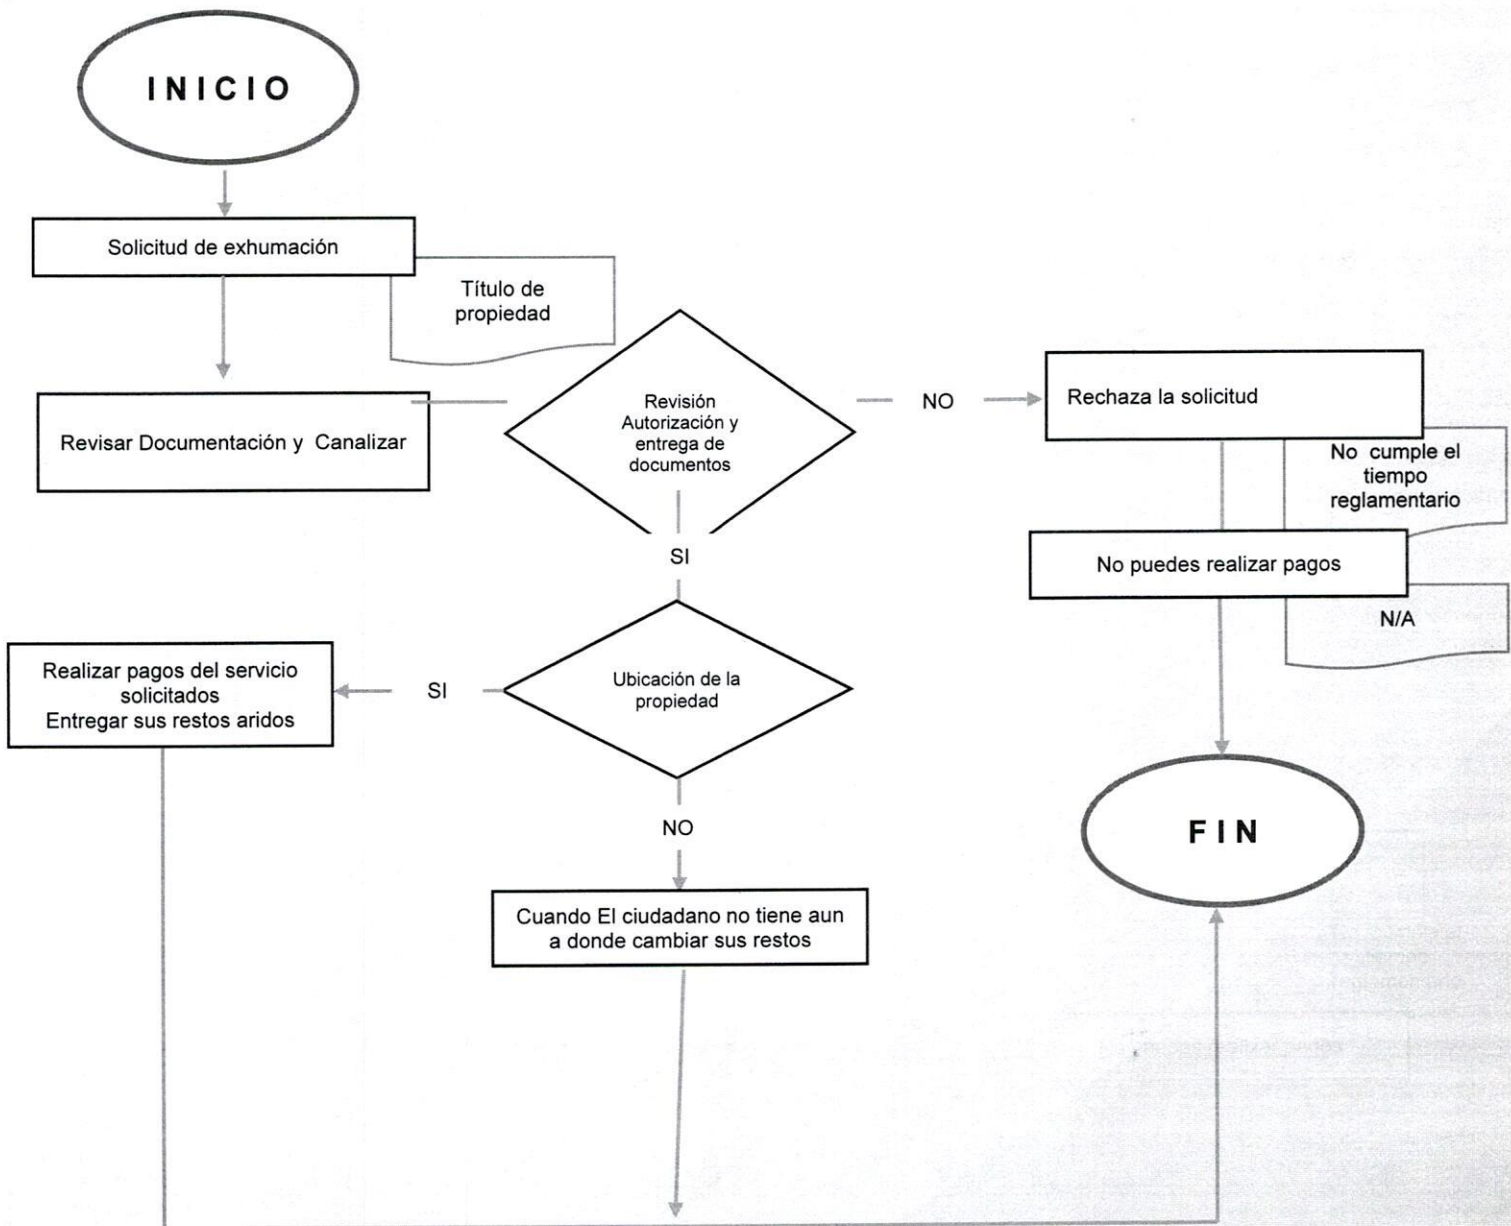 INICIO
Solicitud de exhumación
Título de
propiedad
Revisar Documentación y Canalizar
Revisión
Autorización y
entrega de
documentos
NO
Rechaza la solicitud
No cumple el
tiempo
reglamentario
SI
No puedes realizar pagos
N/A
Ubicación de la
propiedad
SI
Realizar pagos del servicio
solicitados
Entregar sus restos aridos
NO
Cuando El ciudadano no tiene aun
a donde cambiar sus restos
FIN